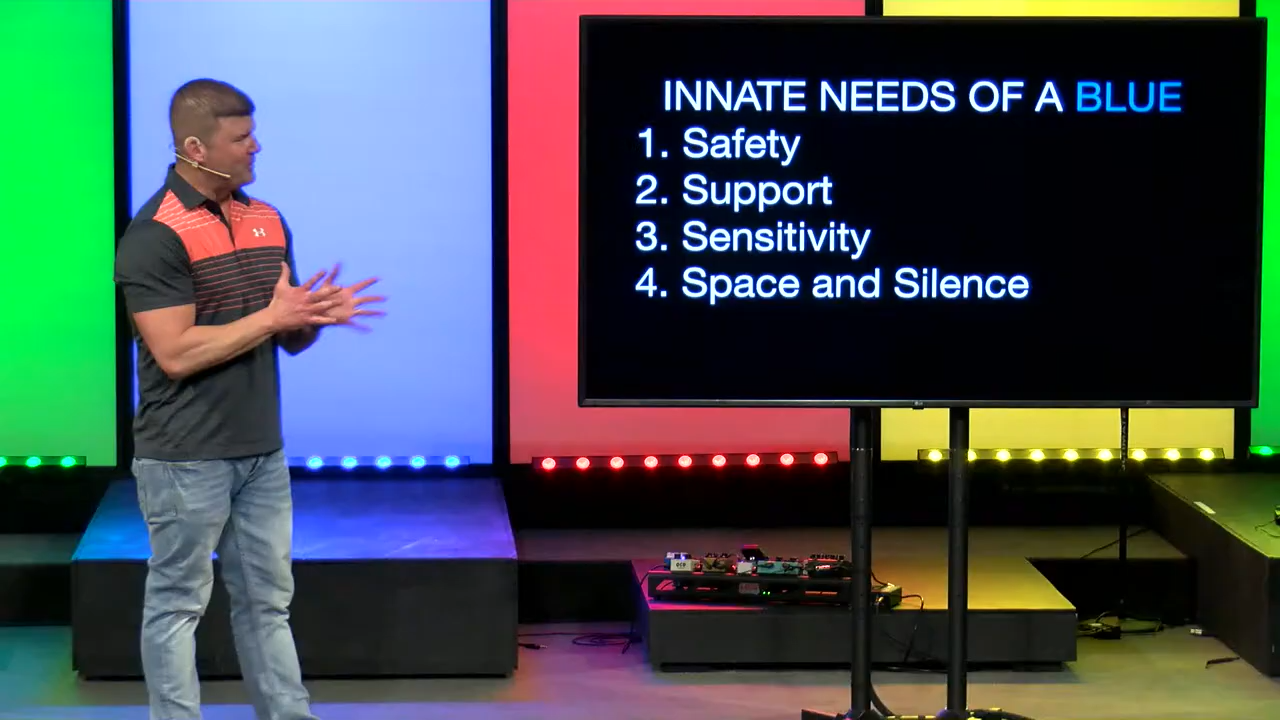 INNATE NEEDS OF A BLUE
1. Safety
2. Support
3. Sensitivity
4. Space and Silence